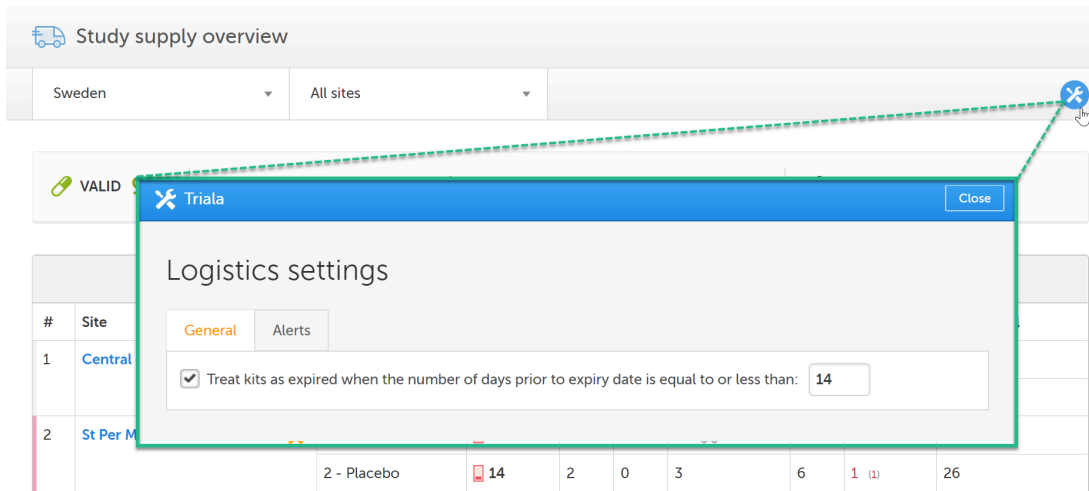 Study supply overview
Sweden All sites
VALID
Triala Close
Logistics settings
General Alerts
Treat kits as expired when the number of days prior to expiry date is equal to or less than: 14
# Site
1 Central
2 St Per M
2 - Placebo 14 2 0 3 6 1 (1) 26